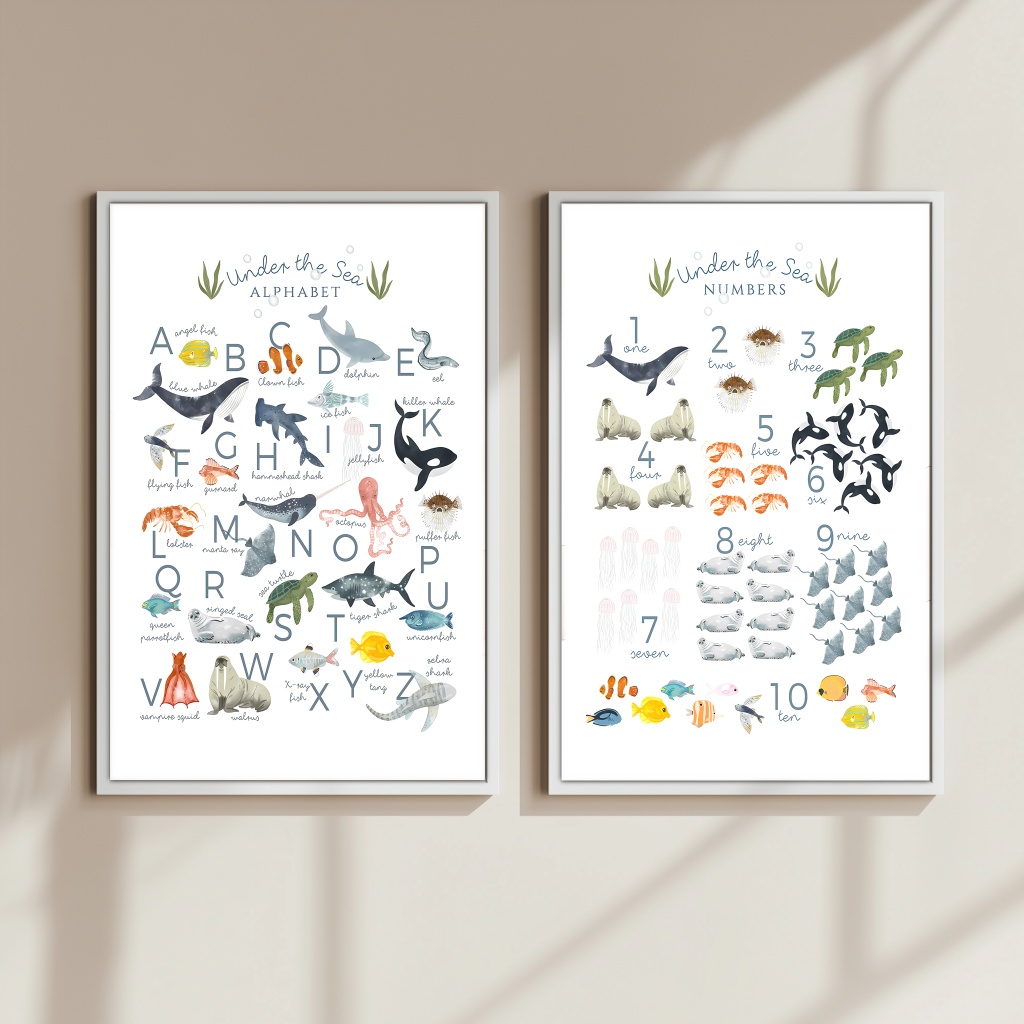 Under the Sea
ALPHABET
A angel fish
B blue whale
C clown fish
D dolphin
E eel
F flying fish
G gurnard
H hammerhead shark
I ice fish
J jellyfish
K killer whale
L lobster
M manta ray
N narwhal
O octopus
P puffer fish
Q queen
parrotfish
R ringed seal
S sea turtle
T tiger shark
U unicornfish
V vampire squid
W walrus
X X-ray
fish
Y yellow
tang
Z zebra
shark
Under the Sea
NUMBERS
1 one
2 two
3 three
4 four
5 five
6 six
7 seven
8 eight
9 nine
10 ten